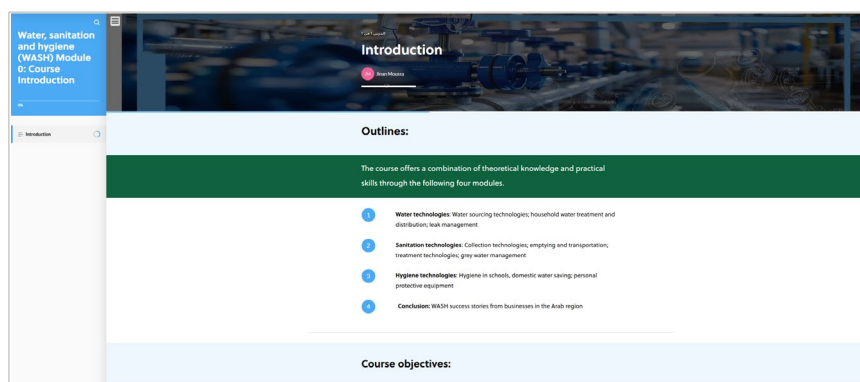 Water, sanitation
and hygiene
(WASH) Module
0: Course
Introduction
Introduction
Introduction
Jinan Moussa
Outlines:
The course offers a combination of theoretical knowledge and practical
skills through the following four modules.
1 Water technologies: Water sourcing technologies; household water treatment and
distribution; leak management
2 Sanitation technologies: Collection technologies; emptying and transportation;
treatment technologies; grey water management
3 Hygiene technologies: Hygiene in schools, domestic water saving; personal
protective equipment
4 Conclusion: WASH success stories from businesses in the Arab region
Course objectives: